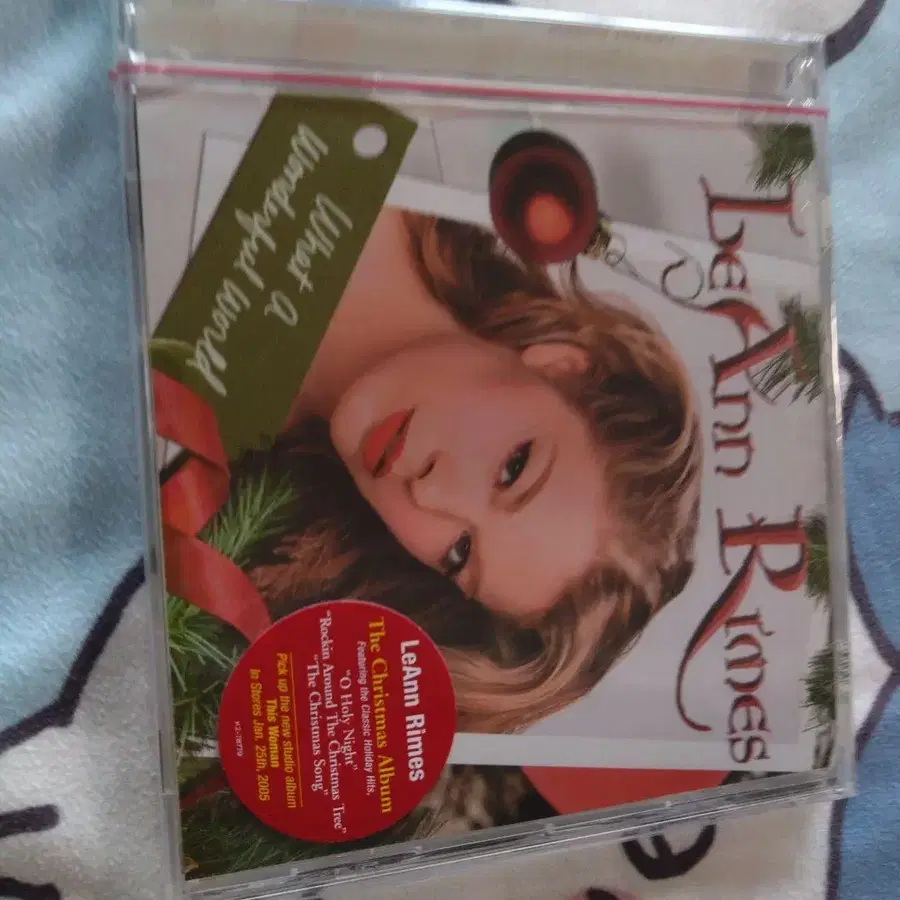 LeAnn Rimes
What a
Wonderful World
LeAnn Rimes
The Christmas Album
Featuring the Classic Holiday Hits,
"O Holy Night"
"Rockin Around The Christmas Tree"
"The Christmas Song"
Pick up the new studio album
This Woman
In Stores Jan. 25th, 2005